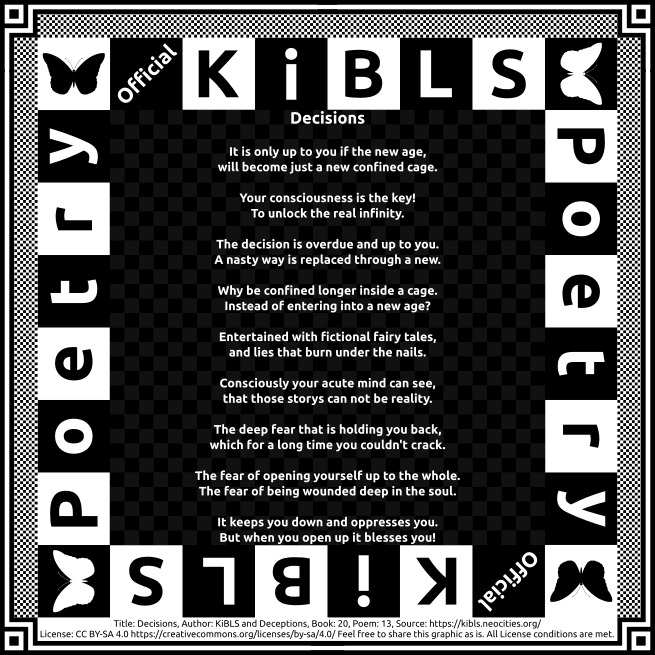 Official KiBLS
Poetry
Poetry
Decisions
It is only up to you if the new age,
will become just a new confined cage.
Your consciousness is the key!
To unlock the real infinity.
The decision is overdue and up to you.
A nasty way is replaced through a new.
Why be confined longer inside a cage.
Instead of entering into a new age?
Entertained with fictional fairy tales,
and lies that burn under the nails.
Consciously your acute mind can see,
that those storys can not be reality.
The deep fear that is holding you back,
which for a long time you couldn't crack.
The fear of opening yourself up to the whole.
The fear of being wounded deep in the soul.
It keeps you down and oppresses you.
But when you open up it blesses you!
Official KiBLS
Title: Decisions, Author: KiBLS and Deceptions, Book: 20, Poem: 13, Source: https://kibls.neocities.org/
License: CC BY-SA 4.0 https://creativecommons.org/licenses/by-sa/4.0/ Feel free to share this graphic as is. All License conditions are met.